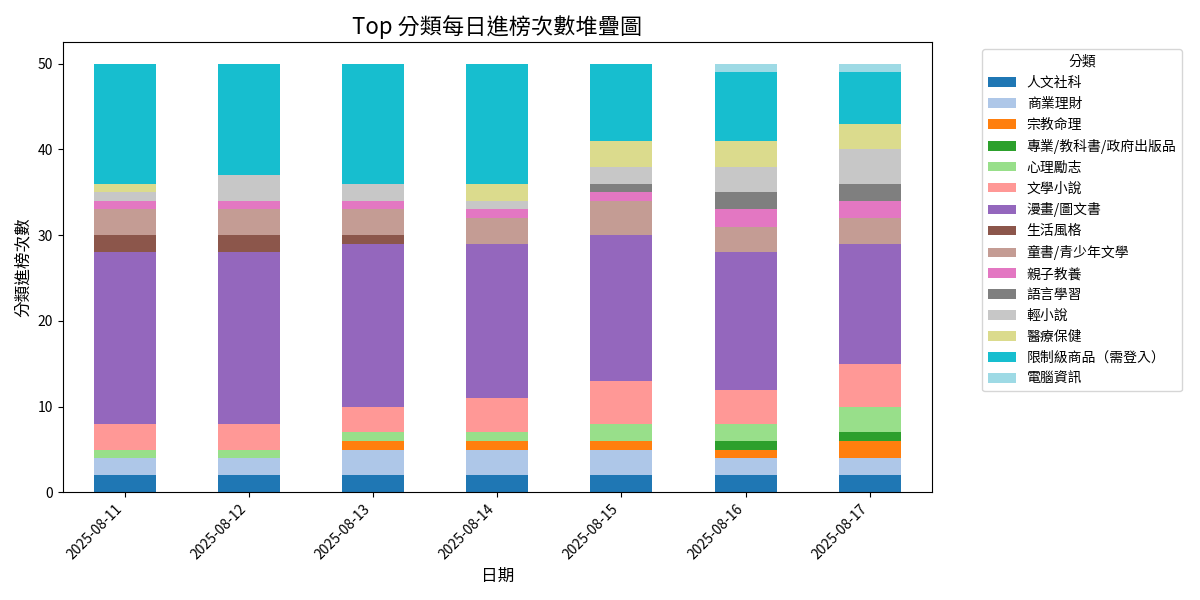 Top 分類每日進榜次數堆疊圖
分類進榜次數
50
40
30
20
10
0
2025-08-11
2025-08-12
2025-08-13
2025-08-14
2025-08-15
2025-08-16
2025-08-17
日期
分類
人文社科
商業理財
宗教命理
專業/教科書/政府出版品
心理勵志
文學小說
漫畫/圖文書
生活風格
童書/青少年文學
親子教養
語言學習
輕小說
醫療保健
限制級商品（需登入）
電腦資訊